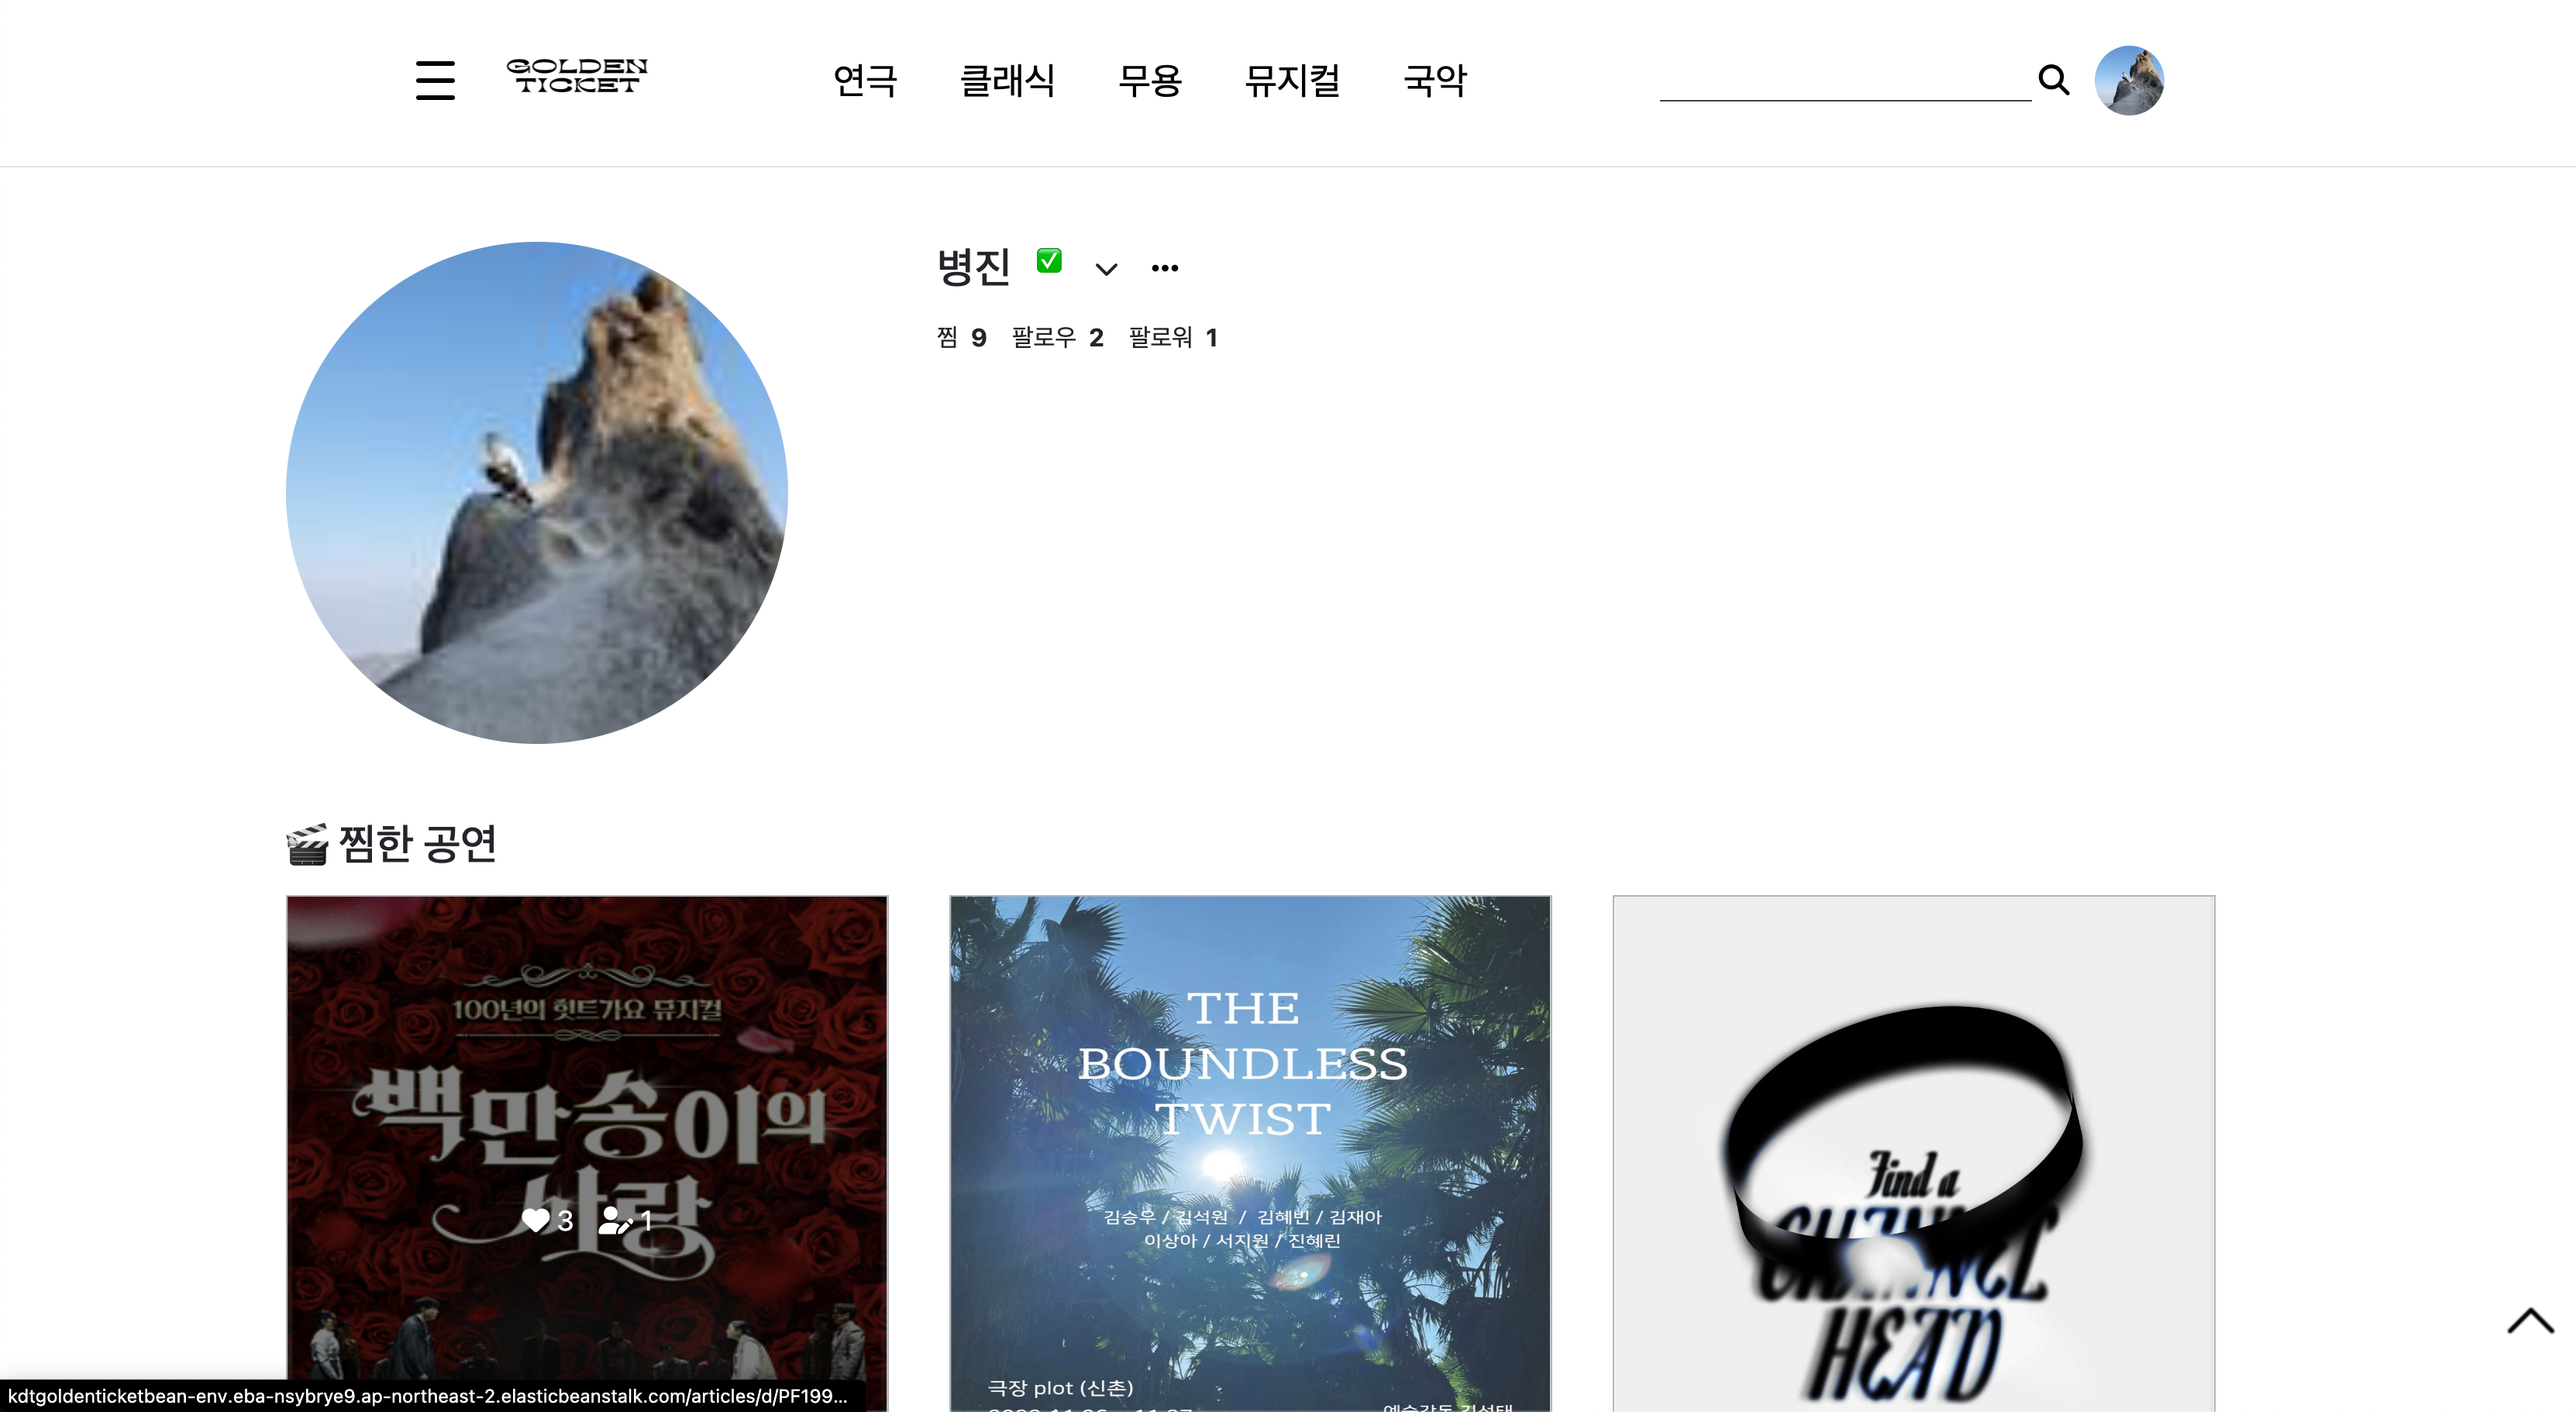 GOLDEN
TICKET
연극 클래식 무용 뮤지컬 국악
병진
찜 9 팔로우 2 팔로워 1
찜한 공연
100년의 힛트가요 뮤지컬
백만송이의
사랑
3 1
THE
BOUNDLESS
TWIST
김승우 / 김석원 / 김혜빈 / 김재아
이상아 / 서지원 / 진혜린
극장 plot (신촌)
Find a
CHANNEL
HEAD
kdtgoldenticketbean-env.eba-nsybrye9.ap-northeast-2.elasticbeanstalk.com/articles/d/PF199...